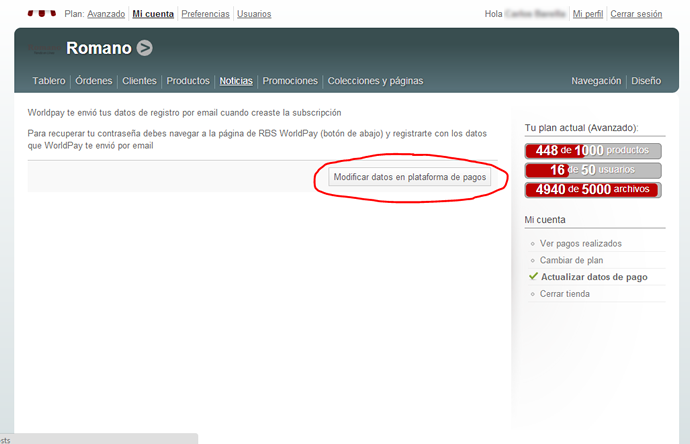 Plan: Avanzado Mi cuenta Preferencias Usuarios
Hola Mi perfil Cerrar sesión
Romano >
Tablero Órdenes Clientes Productos Noticias Promociones Colecciones y páginas
Navegación Diseño
Worldpay te envió tus datos de registro por email cuando creaste la subscripción
Para recuperar tu contraseña debes navegar a la página de RBS WorldPay (botón de abajo) y registrarte con los datos
que WorldPay te envió por email
Modificar datos en plataforma de pagos
Tu plan actual (Avanzado):
448 de 1000 productos
16 de 50 usuarios
4940 de 5000 archivos
Mi cuenta
Ver pagos realizados
Cambiar de plan
Actualizar datos de pago
Cerrar tienda
sts